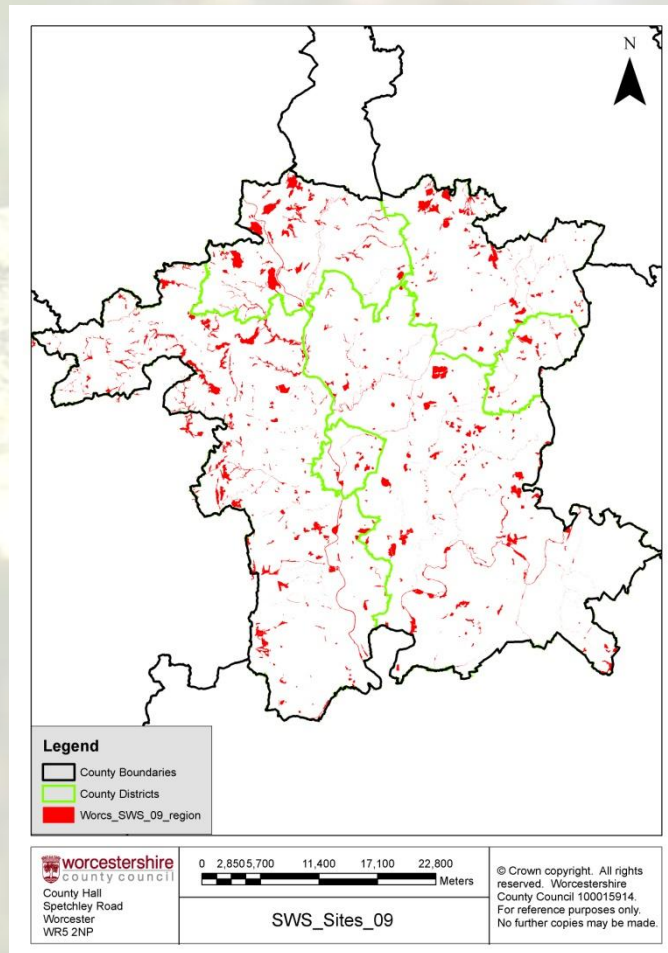 N
Legend
County Boundaries
County Districts
Worcs_SWS_09_region
worcestershire
county council
County Hall
Spetchley Road
Worcester
WR5 2NP
0 2,850 5,700 11,400 17,100 22,800
Meters
SWS_Sites_09
© Crown copyright. All rights
reserved. Worcestershire
County Council 100015914.
For reference purposes only.
No further copies may be made.